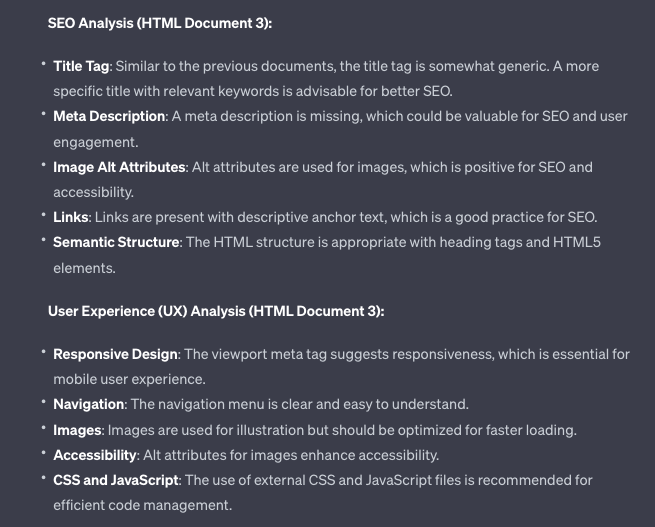 SEO Analysis (HTML Document 3):
• Title Tag: Similar to the previous documents, the title tag is somewhat generic. A more
specific title with relevant keywords is advisable for better SEO.
• Meta Description: A meta description is missing, which could be valuable for SEO and user
engagement.
• Image Alt Attributes: Alt attributes are used for images, which is positive for SEO and
accessibility.
• Links: Links are present with descriptive anchor text, which is a good practice for SEO.
• Semantic Structure: The HTML structure is appropriate with heading tags and HTML5
elements.
User Experience (UX) Analysis (HTML Document 3):
• Responsive Design: The viewport meta tag suggests responsiveness, which is essential for
mobile user experience.
• Navigation: The navigation menu is clear and easy to understand.
• Images: Images are used for illustration but should be optimized for faster loading.
• Accessibility: Alt attributes for images enhance accessibility.
• CSS and JavaScript: The use of external CSS and JavaScript files is recommended for
efficient code management.